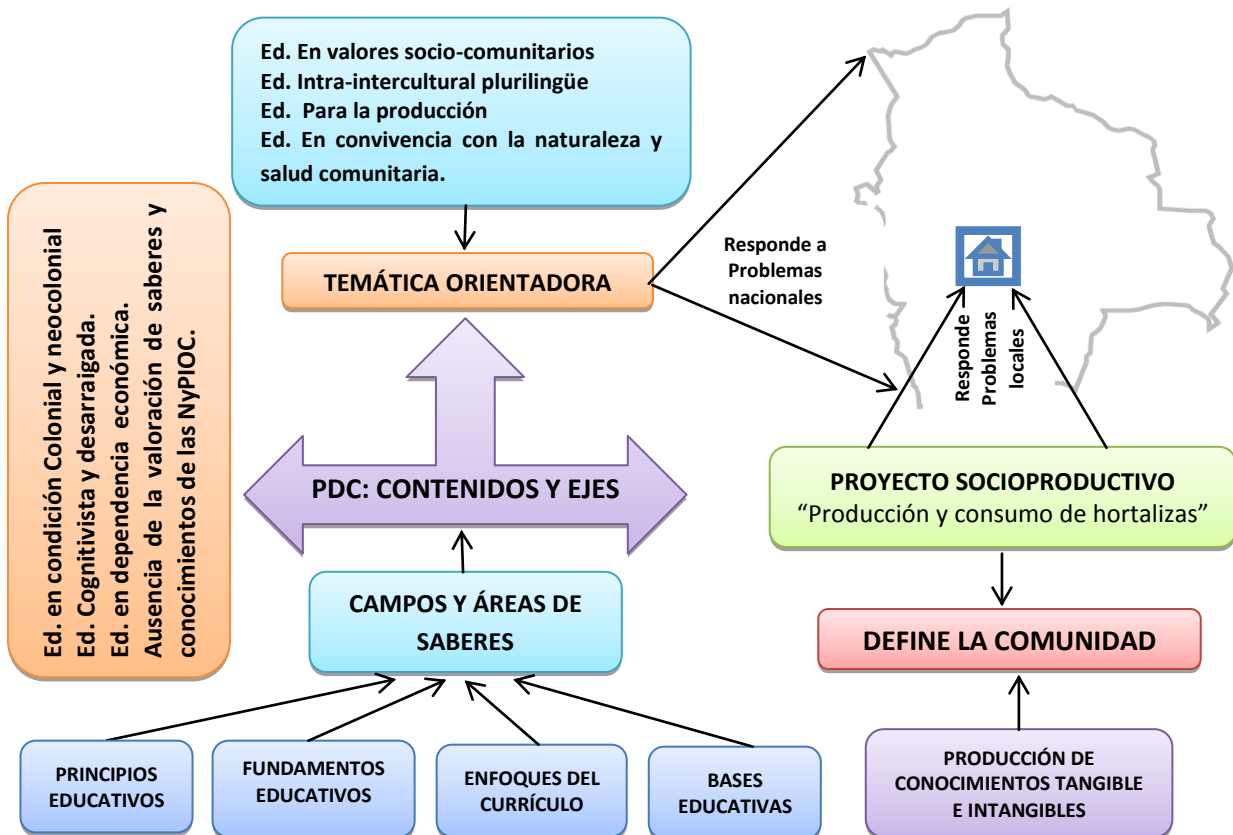 Ed. En valores socio-comunitarios
Ed. Intra-intercultural plurilingüe
Ed. Para la producción
Ed. En convivencia con la naturaleza y
salud comunitaria.
Ed. en condición Colonial y neocolonial
Ed. Cognitivista y desarraigada.
Ed. en dependencia económica.
Ausencia de la valoración de saberes y
conocimientos de las NyPIOC.
TEMÁTICA ORIENTADORA
Responde a
Problemas
nacionales
Responde
Problemas
locales
PDC: CONTENIDOS Y EJES
PROYECTO SOCIOPRODUCTIVO
“Producción y consumo de hortalizas”
CAMPOS Y ÁREAS DE
SABERES
DEFINE LA COMUNIDAD
PRINCIPIOS
EDUCATIVOS
FUNDAMENTOS
EDUCATIVOS
ENFOQUES DEL
CURRÍCULO
BASES
EDUCATIVAS
PRODUCCIÓN DE
CONOCIMIENTOS TANGIBLE
E INTANGIBLES